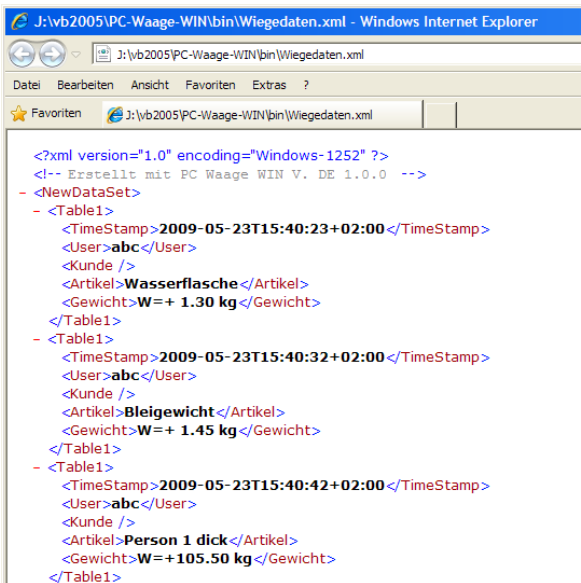 J:\vb2005\PC-Waage-WIN\bin\Wiegedaten.xml - Windows Internet Explorer
J:\vb2005\PC-Waage-WIN\bin\Wiegedaten.xml
Datei Bearbeiten Ansicht Favoriten Extras ?
Favoriten J:\vb2005\PC-Waage-WIN\bin\Wiegedaten.xml
<?xml version="1.0" encoding="Windows-1252" ?>
<!-- Erstellt mit PC Waage WIN V. DE 1.0.0 -->
- <NewDataSet>
- <Table1>
<TimeStamp>2009-05-23T15:40:23+02:00</TimeStamp>
<User>abc</User>
<Kunde />
<Artikel>Wasserflasche</Artikel>
<Gewicht>W=+ 1.30 kg</Gewicht>
</Table1>
- <Table1>
<TimeStamp>2009-05-23T15:40:32+02:00</TimeStamp>
<User>abc</User>
<Kunde />
<Artikel>Bleigewicht</Artikel>
<Gewicht>W=+ 1.45 kg</Gewicht>
</Table1>
- <Table1>
<TimeStamp>2009-05-23T15:40:42+02:00</TimeStamp>
<User>abc</User>
<Kunde />
<Artikel>Person 1 dick</Artikel>
<Gewicht>W=+105.50 kg</Gewicht>
</Table1>